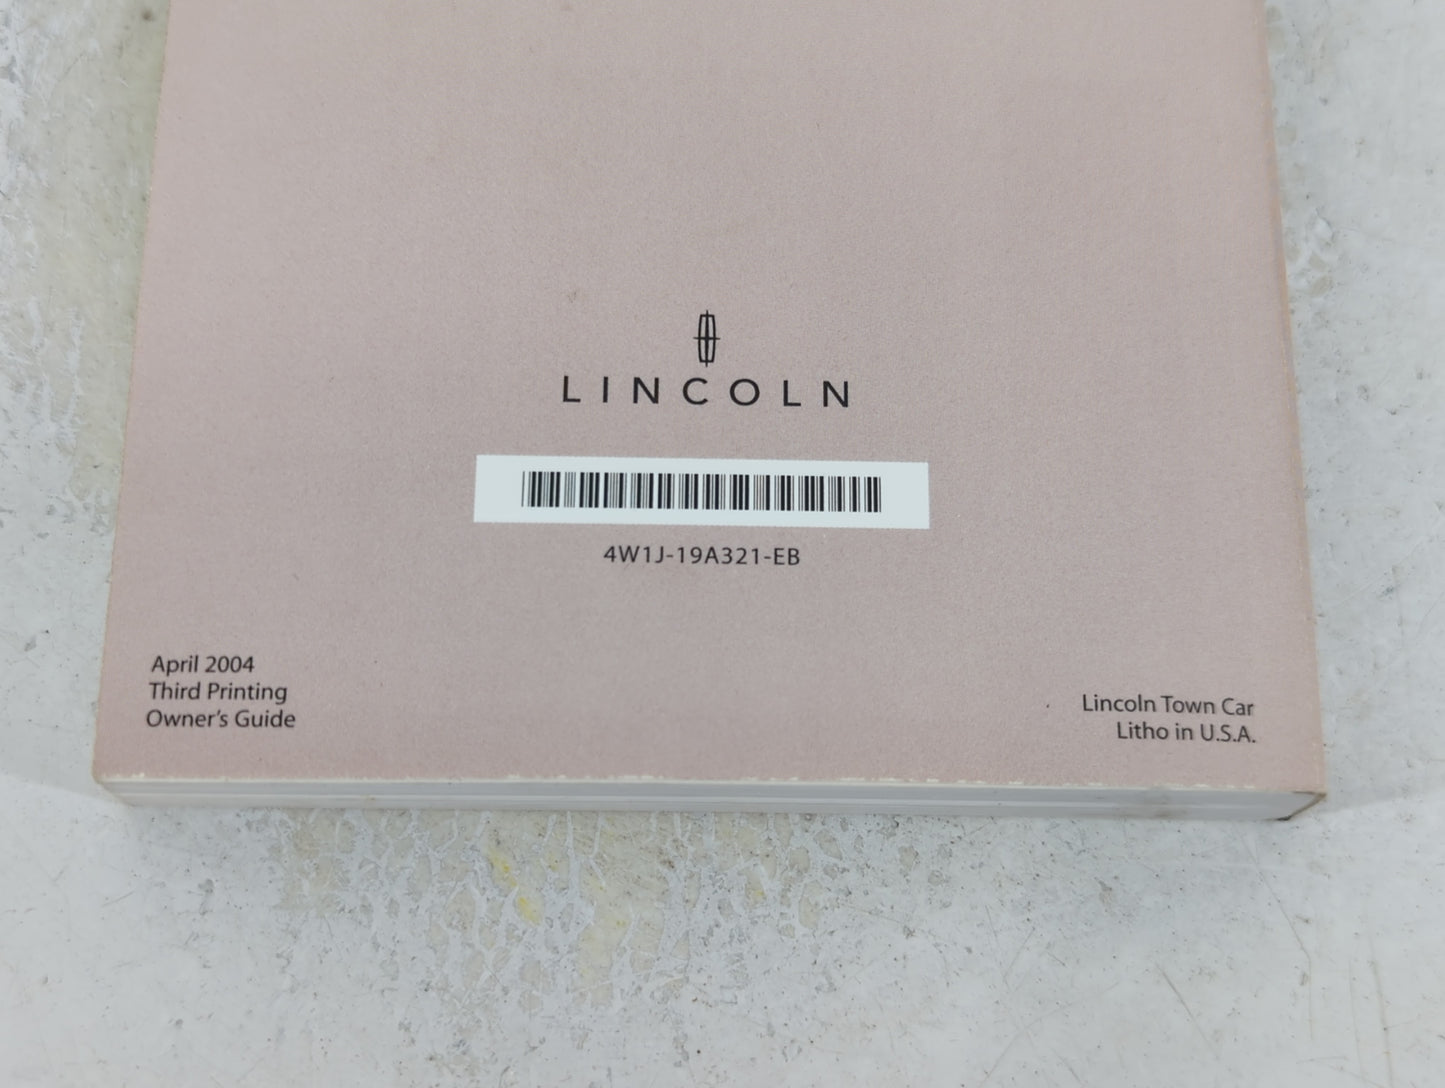 LINCOLN
4W1J-19A321-EB
April 2004
Third Printing
Owner's Guide
Lincoln Town Car
Litho in U.S.A.